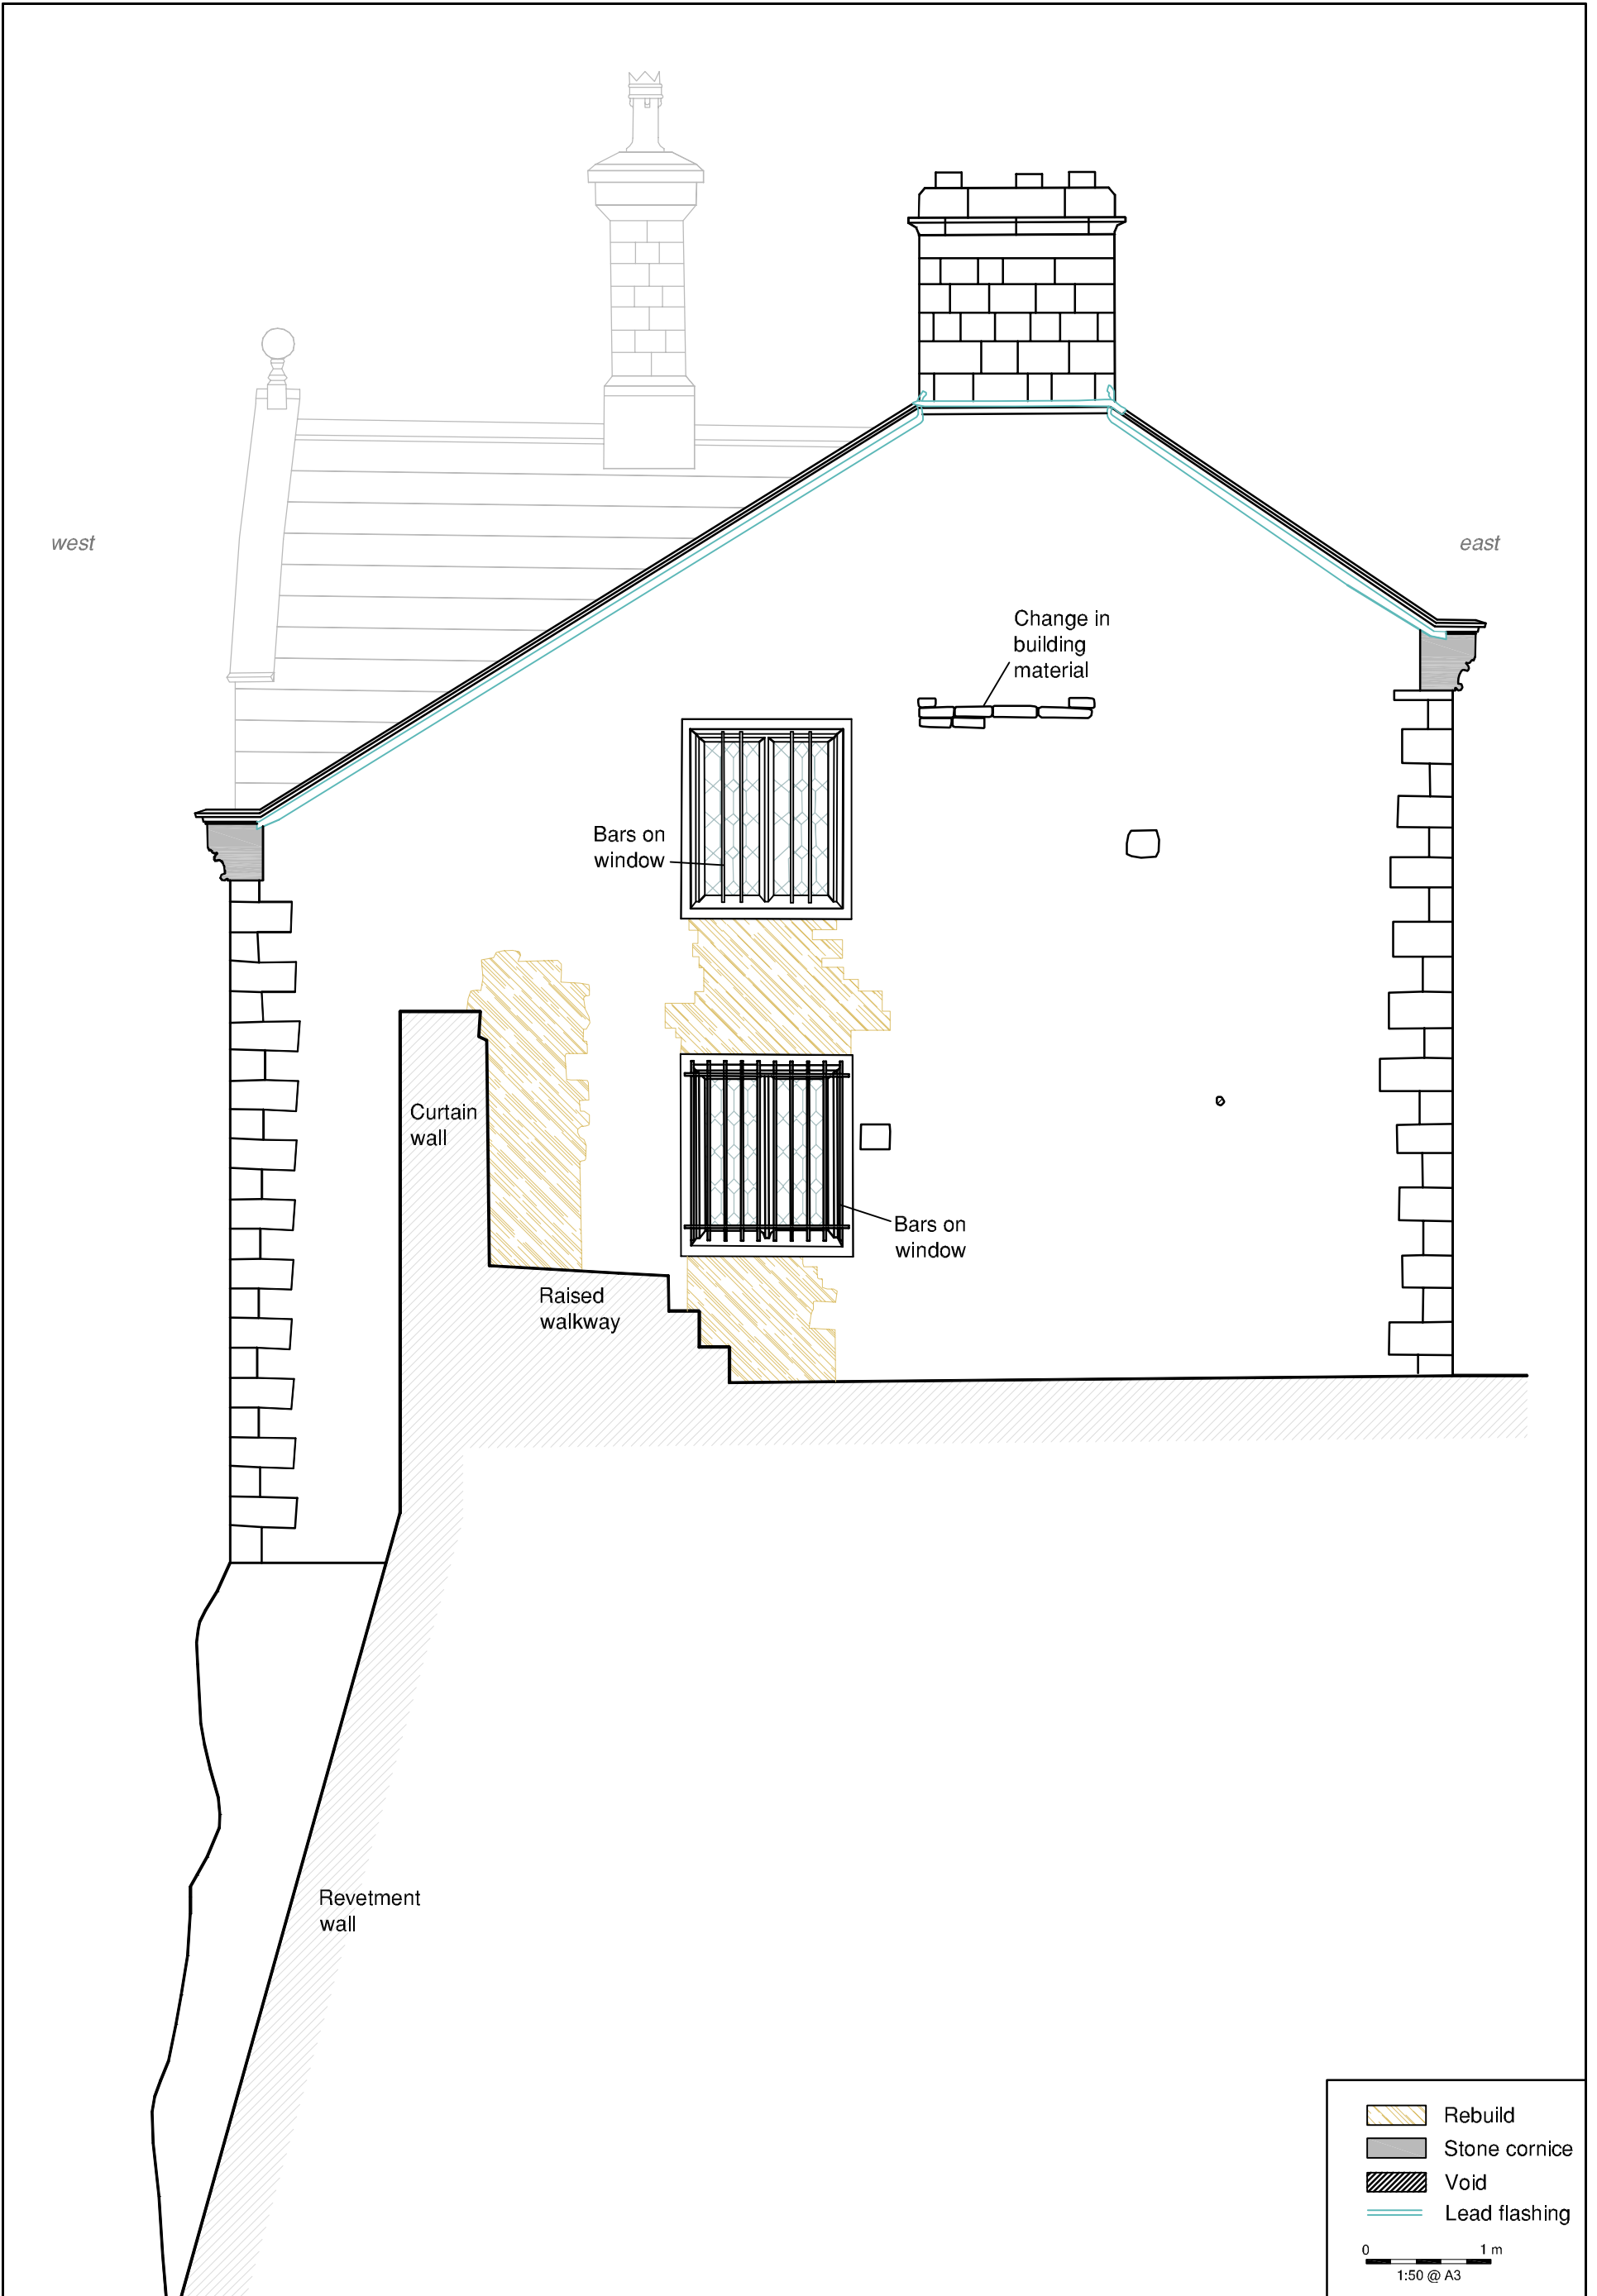 west
east
Change in
building
material
Bars on
window
Curtain
wall
Bars on
window
Raised
walkway
Revetment
wall
Rebuild
Stone cornice
Void
Lead flashing
0 1 m
1:50 @ A3